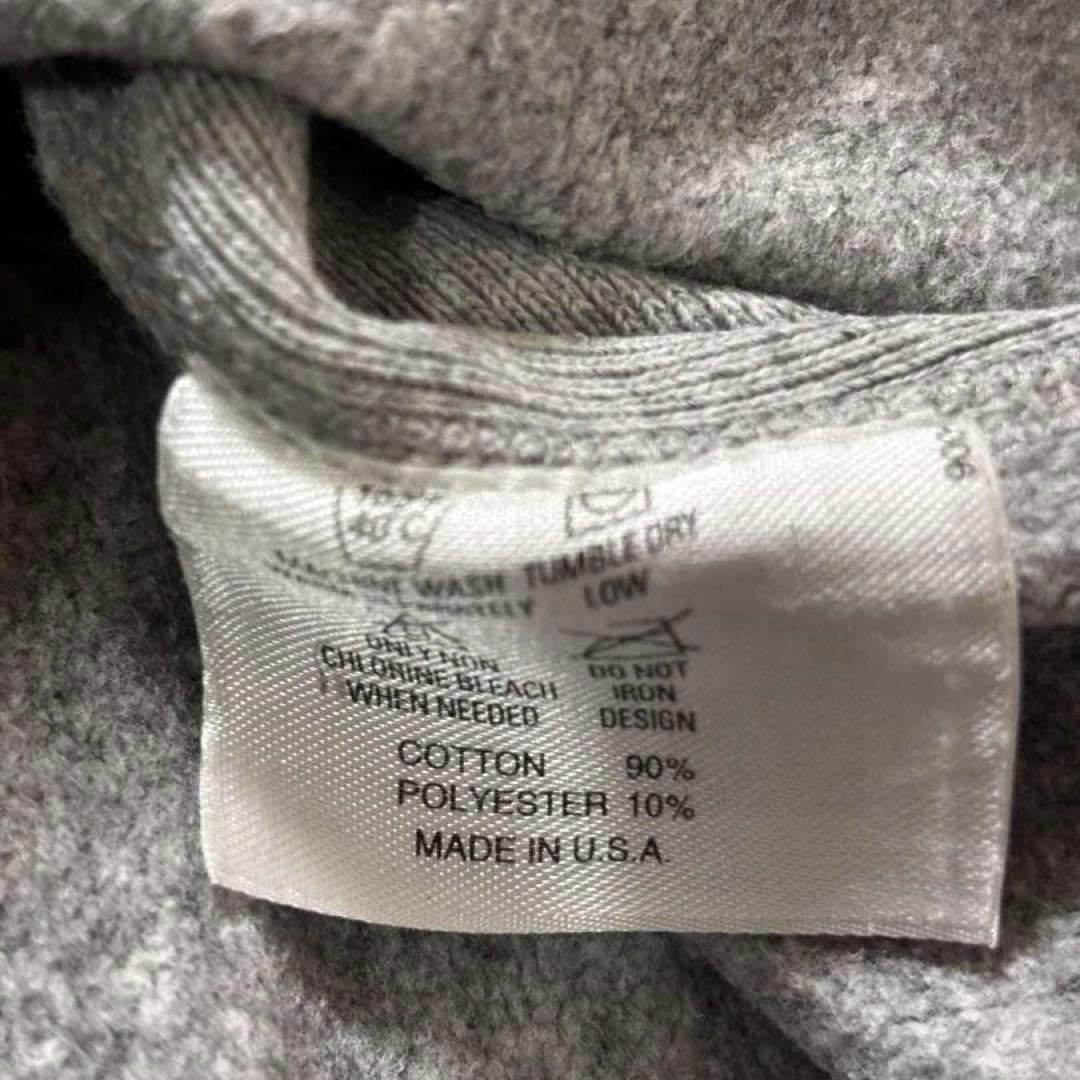 006
40°C
MACHINE WASH
TUMBLE DRY
LOW
ONLY NON
CHLORINE BLEACH
WHEN NEEDED
DO NOT
IRON
DESIGN
COTTON 90%
POLYESTER 10%
MADE IN U.S.A.